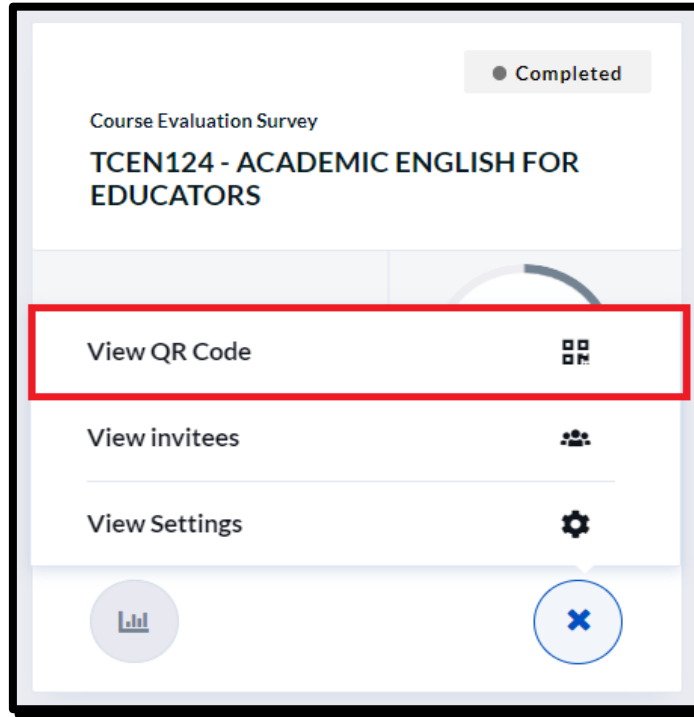 Completed
Course Evaluation Survey
TCEN124 - ACADEMIC ENGLISH FOR
EDUCATORS
View QR Code
View invitees
View Settings